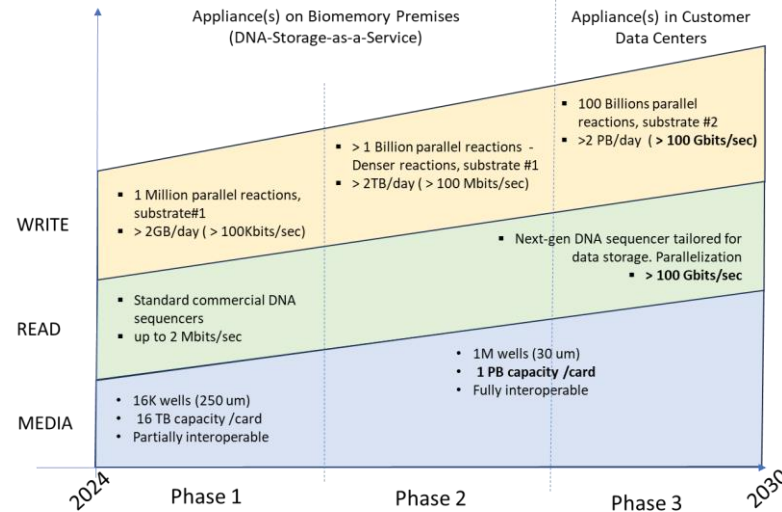 Appliance(s) on Biomemory Premises
(DNA-Storage-as-a-Service)
Appliance(s) in Customer
Data Centers
WRITE
▪ 1 Million parallel reactions,
substrate#1
▪ > 2GB/day ( > 100Kbits/sec)
▪ > 1 Billion parallel reactions -
Denser reactions, substrate #1
▪ > 2TB/day ( > 100 Mbits/sec)
▪ 100 Billions parallel
reactions, substrate #2
▪ >2 PB/day ( > 100 Gbits/sec)
READ
▪ Standard commercial DNA
sequencers
▪ up to 2 Mbits/sec
▪ Next-gen DNA sequencer tailored for
data storage. Parallelization
▪ > 100 Gbits/sec
MEDIA
• 16K wells (250 um)
• 16 TB capacity /card
• Partially interoperable
• 1M wells (30 um)
• 1 PB capacity /card
• Fully interoperable
2024
Phase 1
Phase 2
Phase 3
2030